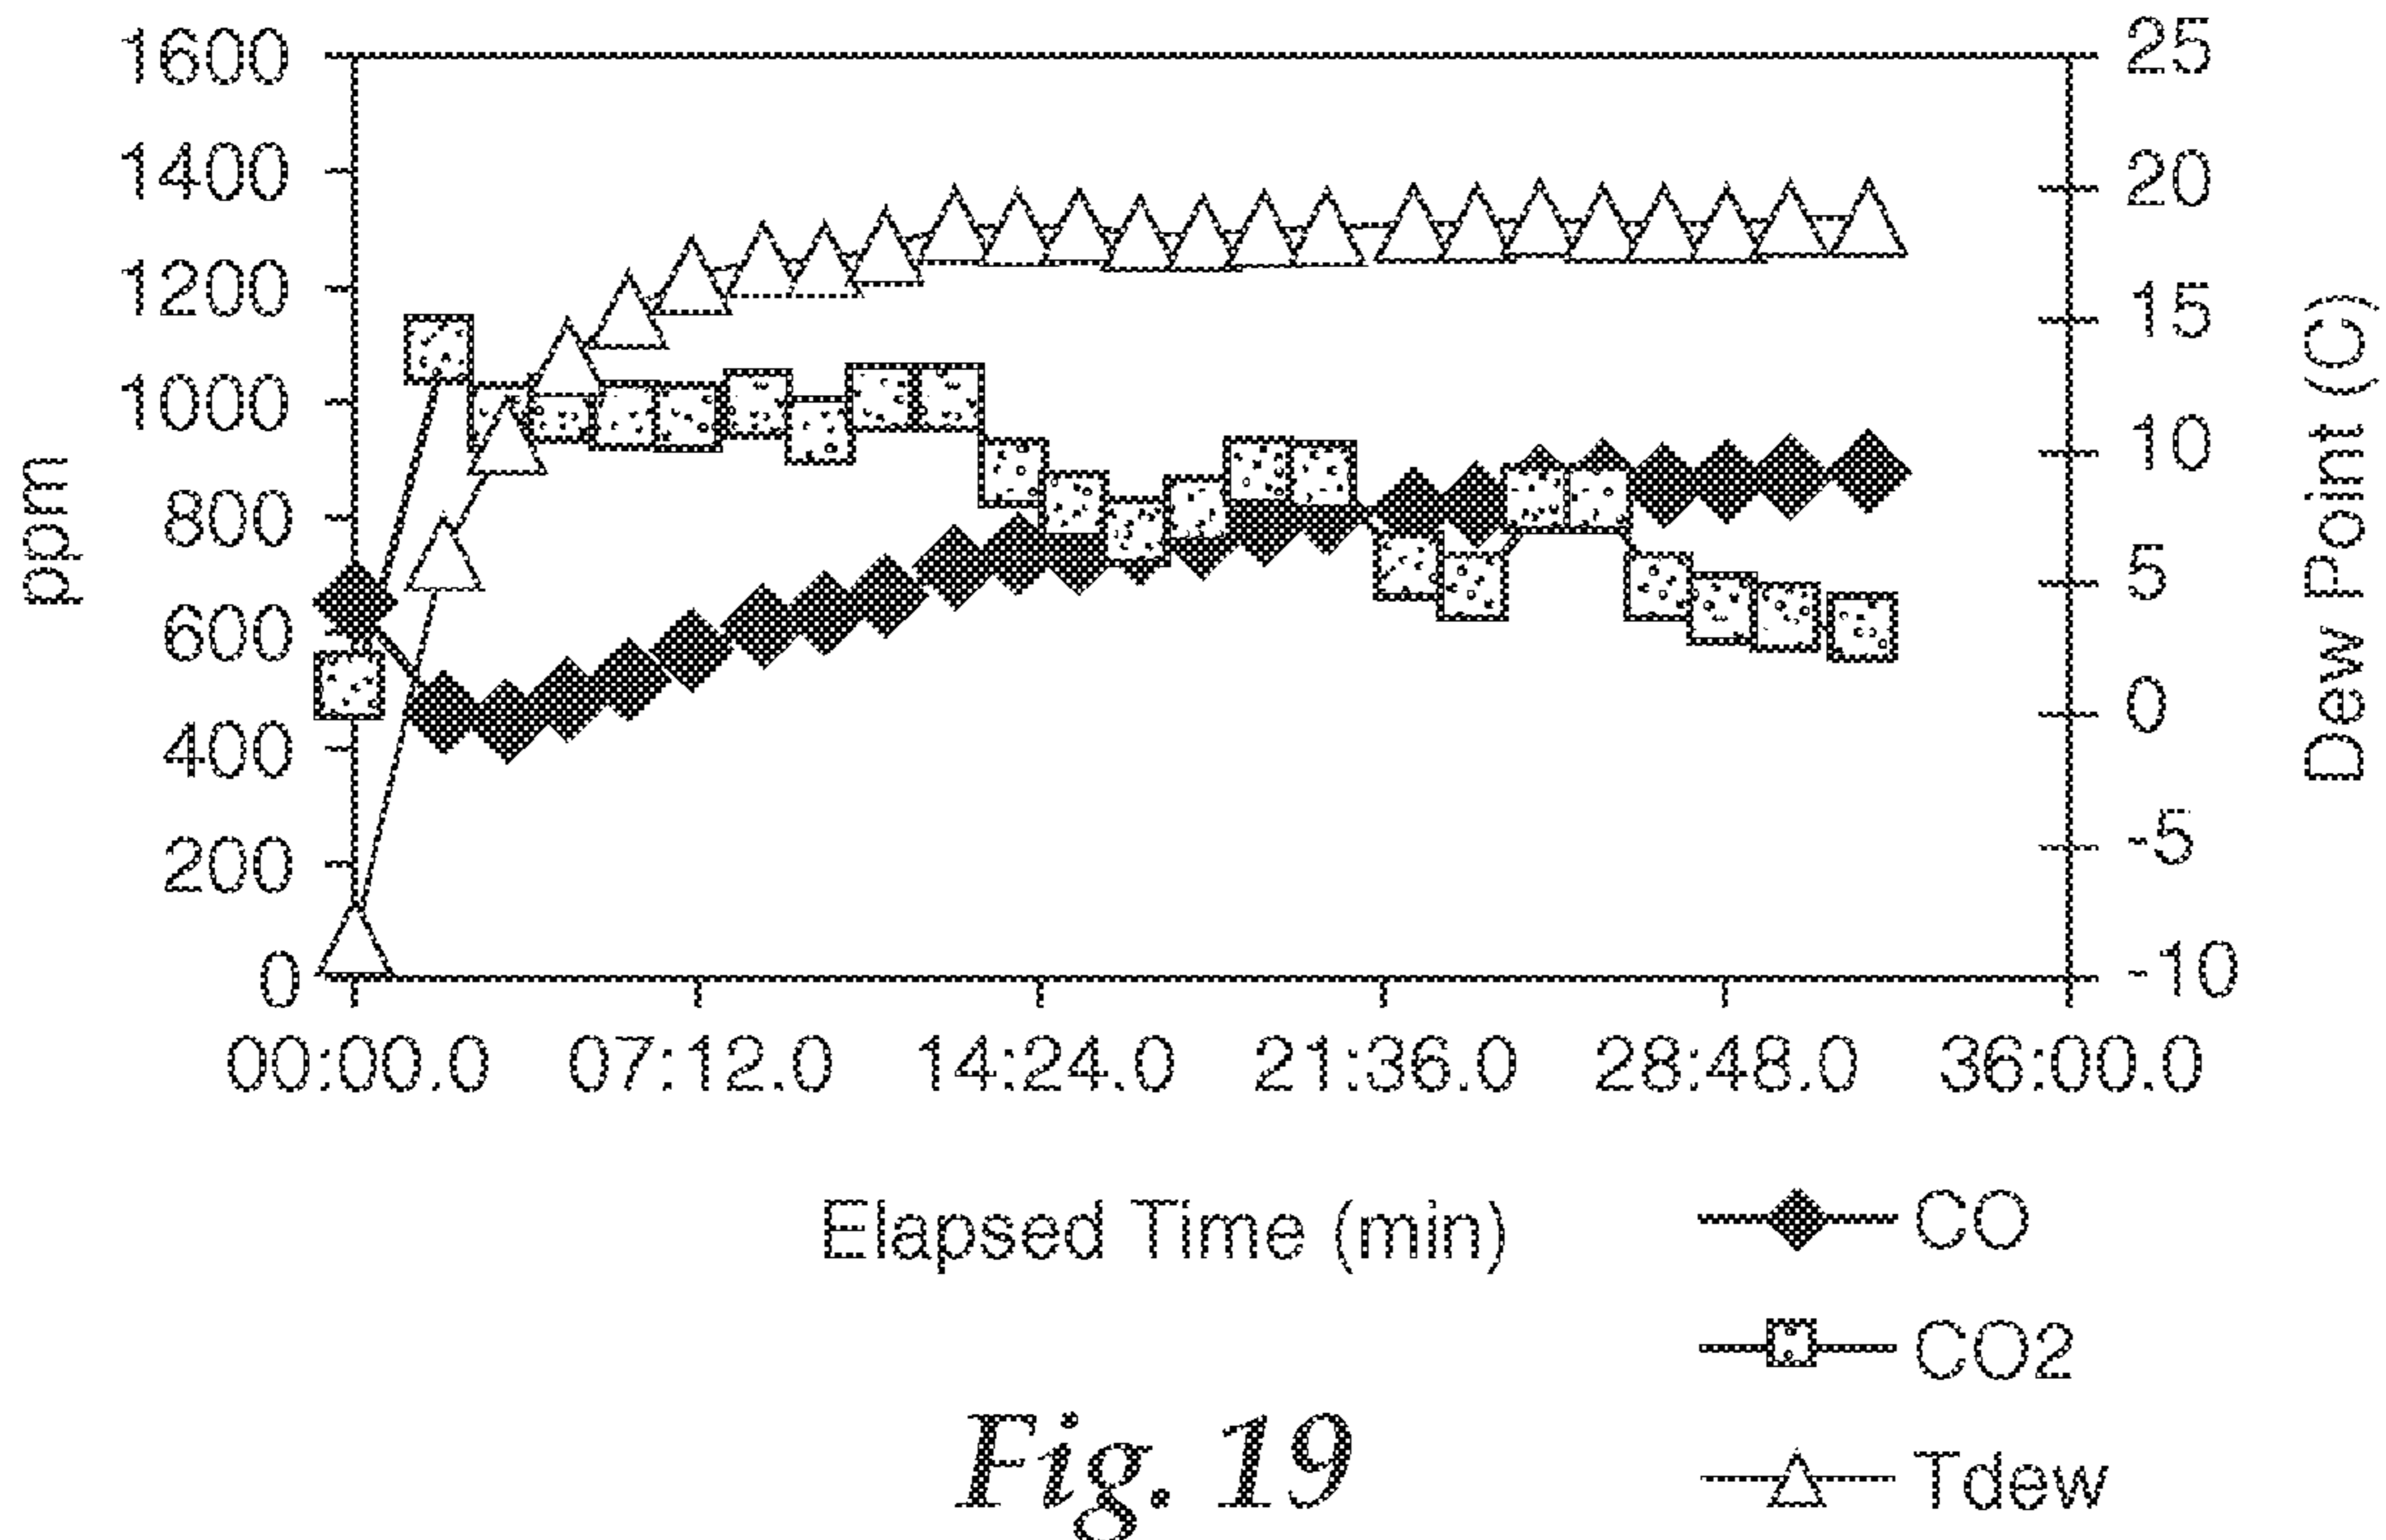 1600
1400
1200
1000
800
600
400
200
0
ppm
25
20
15
10
5
0
-5
-10
Dew Point (C)
00:00.0 07:12.0 14:24.0 21:36.0 28:48.0 36:00.0
Elapsed Time (min)
CO
CO2
Tdew
Fig. 19